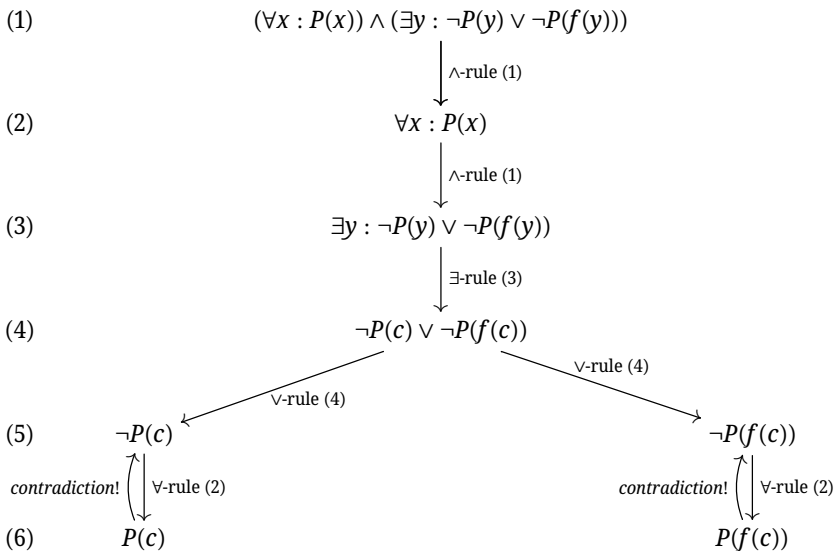 (1) (∀x : P(x)) ∧ (∃y : ¬P(y) ∨ ¬P(f(y)))
∧-rule (1)
(2) ∀x : P(x)
∧-rule (1)
(3) ∃y : ¬P(y) ∨ ¬P(f(y))
∃-rule (3)
(4) ¬P(c) ∨ ¬P(f(c))
∨-rule (4) ∨-rule (4)
(5) ¬P(c) ¬P(f(c))
contradiction! ∀-rule (2) contradiction! ∀-rule (2)
(6) P(c) P(f(c))